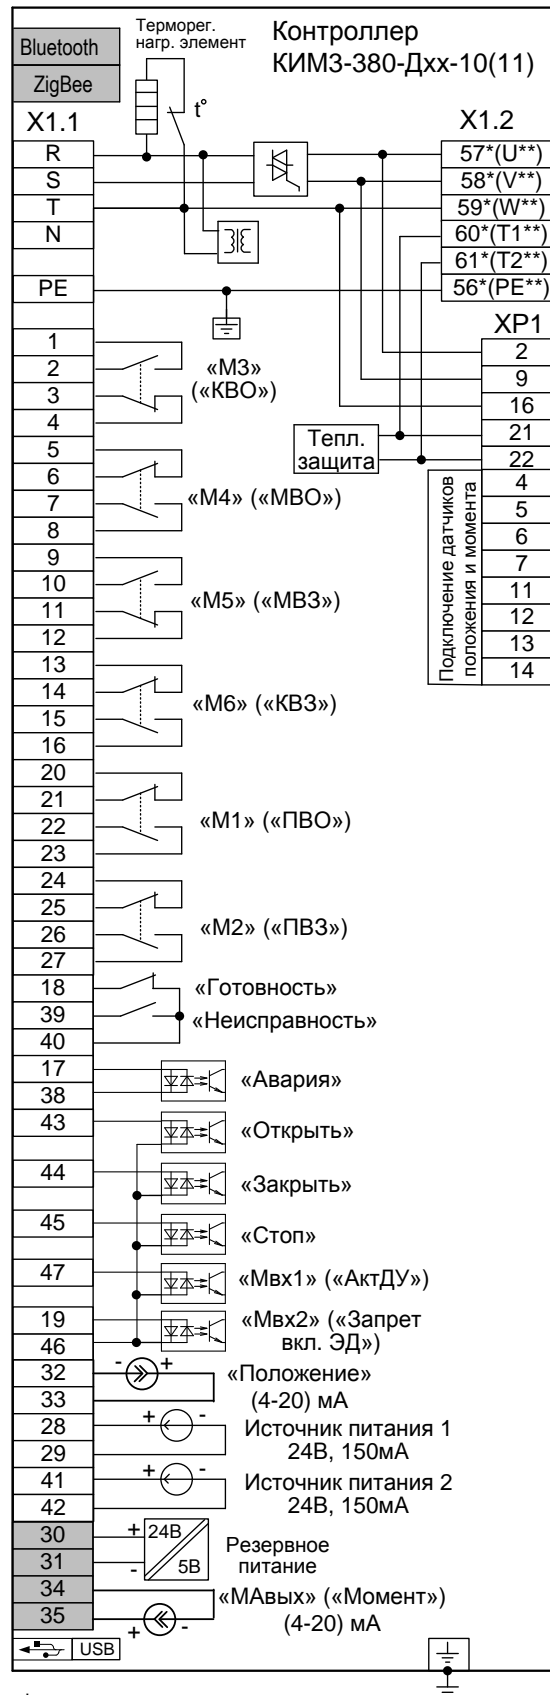 Bluetooth
ZigBee
Терморег.
нагр. элемент
Контроллер
КИМ3-380-Дхх-10(11)
t°
X1.1
R
S
T
N
PE
X1.2
57*(U**)
58*(V**)
59*(W**)
60*(T1**)
61*(T2**)
56*(PE**)
XP1
2
9
16
21
22
4
5
6
7
11
12
13
14
Тепл.
защита
Подключение датчиков
положения и момента
1
2
3
4
«М3»
(«КВО»)
5
6
7
8
«М4» («МВО»)
9
10
11
12
«М5» («МВЗ»)
13
14
15
16
«М6» («КВЗ»)
20
21
22
23
«М1» («ПВО»)
24
25
26
27
«М2» («ПВЗ»)
18
39
40
«Готовность»
«Неисправность»
17
38
«Авария»
43
«Открыть»
44
«Закрыть»
45
«Стоп»
47
«Мвх1» («АктДУ»)
19
46
«Мвх2» («Запрет
вкл. ЭД»)
32
33
- +
«Положение»
(4-20) мА
28
29
+ -
Источник питания 1
24В, 150мА
41
42
+ -
Источник питания 2
24В, 150мА
30
31
+
-
24В
5В
Резервное
питание
34
35
+ -
«МАвых» («Момент»)
(4-20) мА
USB